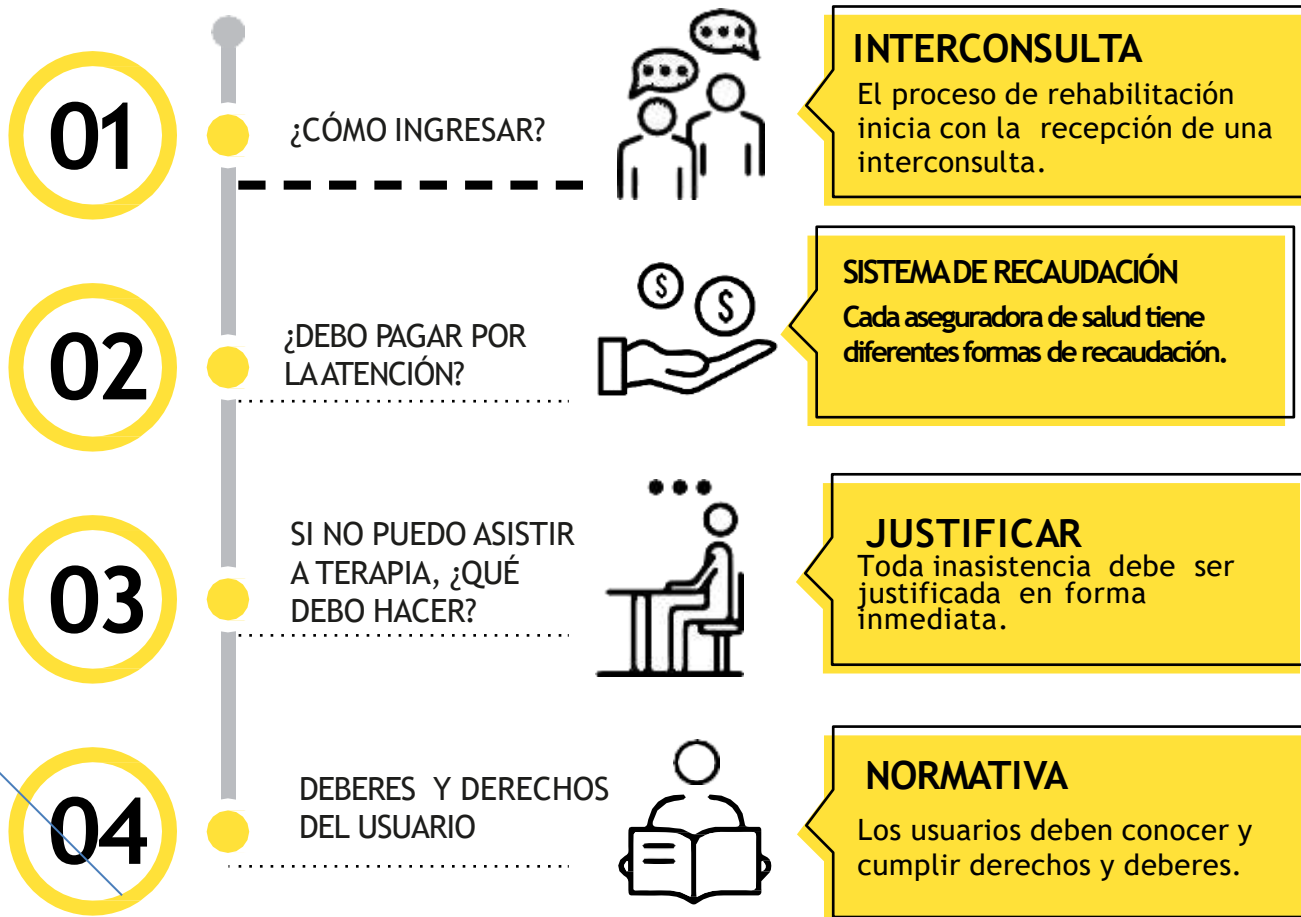 01
¿CÓMO INGRESAR?
INTERCONSULTA
El proceso de rehabilitación
inicia con la recepción de una
interconsulta.
02
¿DEBO PAGAR POR
LA ATENCIÓN?
$
$
SISTEMA DE RECAUDACIÓN
Cada aseguradora de salud tiene
diferentes formas de recaudación.
03
SI NO PUEDO ASISTIR
A TERAPIA, ¿QUÉ
DEBO HACER?
JUSTIFICAR
Toda inasistencia debe ser
justificada en forma
inmediata.
04
DEBERES Y DERECHOS
DEL USUARIO
NORMATIVA
Los usuarios deben conocer y
cumplir derechos y deberes.